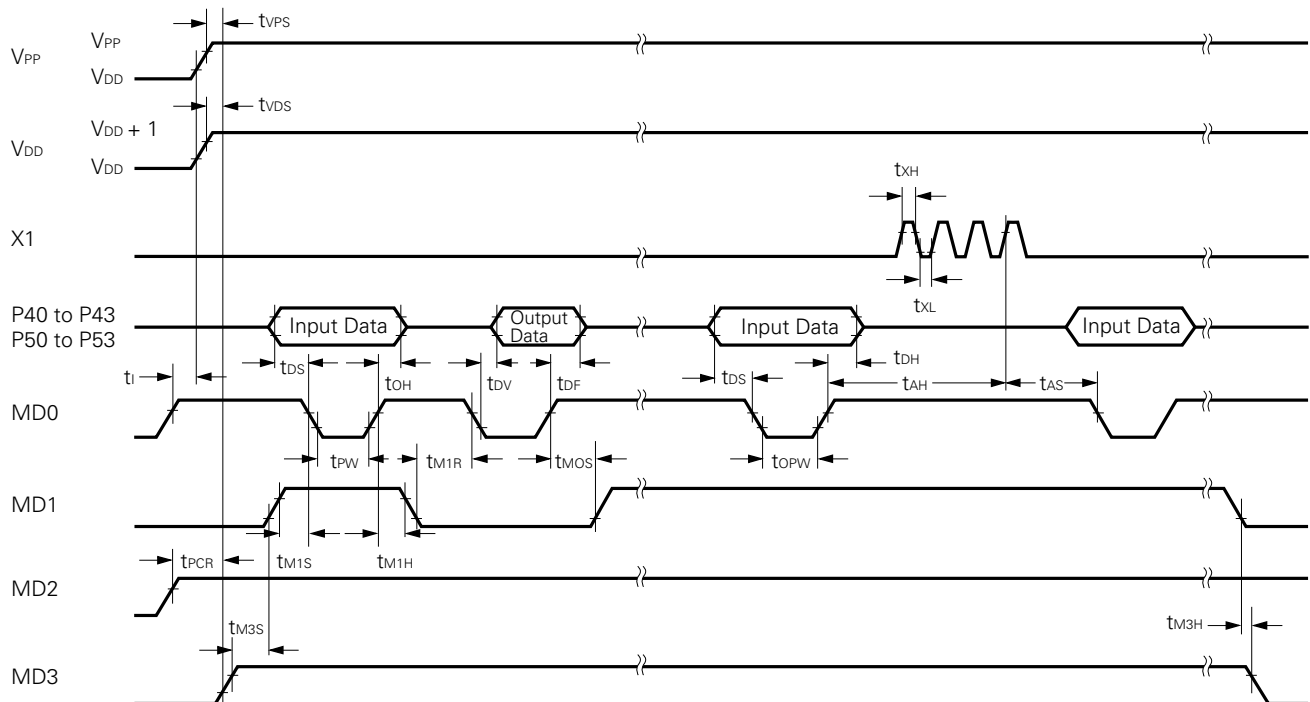 tVPS
VPP
VPP
VDD
tVDS
VDD + 1
VDD
VDD
tXH
X1
tXL
P40 to P43
P50 to P53
Input Data
Output
Data
Input Data
Input Data
tDS
tOH
tDV
tDF
tDS
tDH
tAH
tAS
tI
MD0
tPW
tM1R
tMOS
tOPW
MD1
tPCR
tM1S
tM1H
MD2
tM3S
tM3H
MD3